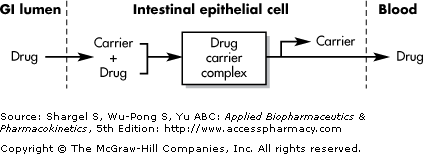 GI lumen Intestinal epithelial cell Blood
Drug
Carrier
+
Drug
Drug
carrier
complex
Carrier
Drug
Source: Shargel S, Wu-Pong S, Yu ABC: Applied Biopharmaceutics &
Pharmacokinetics, 5th Edition: http://www.accesspharmacy.com
Copyright © The McGraw-Hill Companies, Inc. All rights reserved.